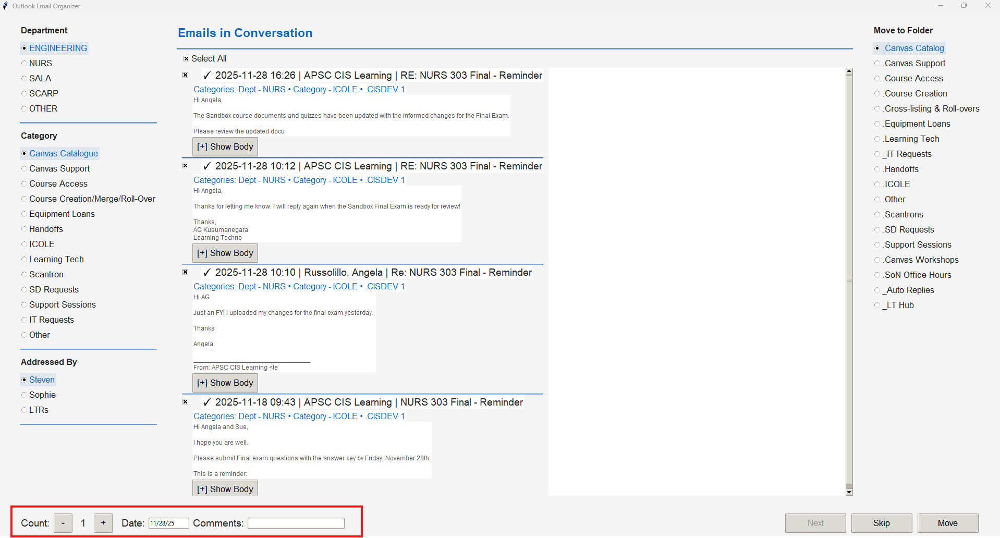 Outlook Email Organizer
Department
ENGINEERING
NURS
SALA
SCARP
OTHER
Category
Canvas Catalogue
Canvas Support
Course Access
Course Creation/Merge/Roll-Over
Equipment Loans
Handoffs
ICOLE
Learning Tech
Scantron
SD Requests
Support Sessions
IT Requests
Other
Addressed By
Steven
Sophie
LTRs
Emails in Conversation
Select All
✓ 2025-11-28 16:26 | APSC CIS Learning | RE: NURS 303 Final - Reminder
Categories: Dept - NURS • Category - ICOLE • .CISDEV 1
Hi Angela,
The Sandbox course documents and quizzes have been updated with the informed changes for the Final Exam.
Please review the updated docu
[+] Show Body
✓ 2025-11-28 10:12 | APSC CIS Learning | RE: NURS 303 Final - Reminder
Categories: Dept - NURS • Category - ICOLE • .CISDEV 1
Hi Angela,
Thanks for letting me know. I will reply again when the Sandbox Final Exam is ready for review!
Thanks,
AG Kusumanegara
Learning Techno
[+] Show Body
✓ 2025-11-28 10:10 | Russolillo, Angela | Re: NURS 303 Final - Reminder
Categories: Dept - NURS • Category - ICOLE • .CISDEV 1
Hi AG
Just an FYI I uploaded my changes for the final exam yesterday.
Thanks
Angela
________________________________
From: APSC CIS Learning <le
[+] Show Body
✓ 2025-11-18 09:43 | APSC CIS Learning | NURS 303 Final - Reminder
Categories: Dept - NURS • Category - ICOLE • .CISDEV 1
Hi Angela and Sue,
I hope you are well.
Please submit Final exam questions with the answer key by Friday, November 28th.
This is a reminder:
[+] Show Body
Move to Folder
.Canvas Catalog
.Canvas Support
.Course Access
.Course Creation
.Cross-listing & Roll-overs
.Equipment Loans
.Learning Tech
_IT Requests
.Handoffs
.ICOLE
.Other
.Scantrons
.SD Requests
.Support Sessions
.Canvas Workshops
.SoN Office Hours
_Auto Replies
_LT Hub
Count: - 1 + Date: 11/28/25 Comments:
Next Skip Move